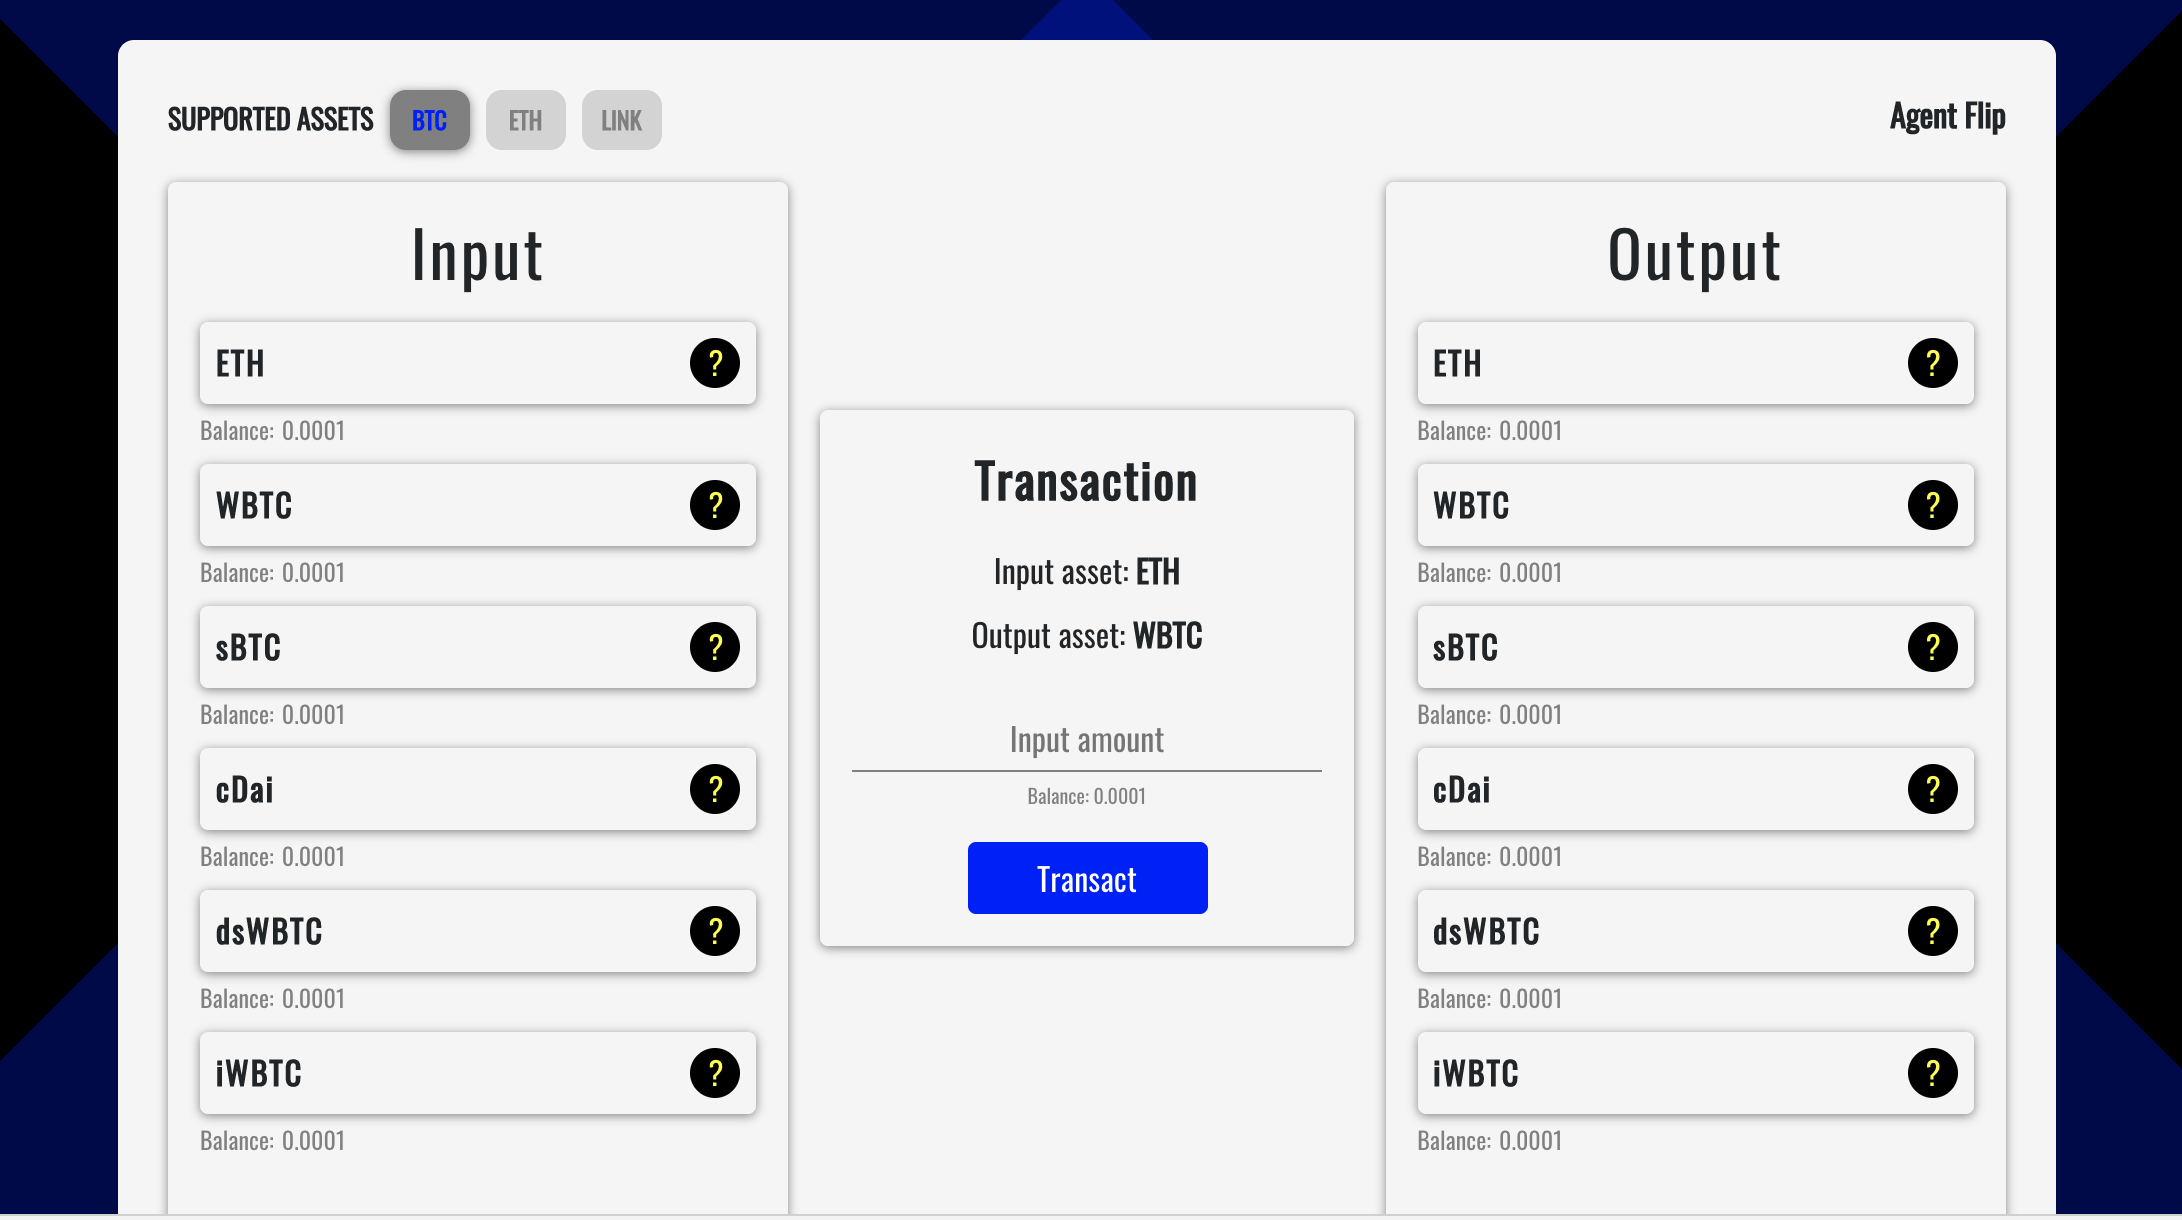 SUPPORTED ASSETS BTC ETH LINK
Agent Flip
Input
ETH ?
Balance: 0.0001
WBTC ?
Balance: 0.0001
sBTC ?
Balance: 0.0001
cDai ?
Balance: 0.0001
dsWBTC ?
Balance: 0.0001
iWBTC ?
Balance: 0.0001
Transaction
Input asset: ETH
Output asset: WBTC
Input amount
Balance: 0.0001
Transact
Output
ETH ?
Balance: 0.0001
WBTC ?
Balance: 0.0001
sBTC ?
Balance: 0.0001
cDai ?
Balance: 0.0001
dsWBTC ?
Balance: 0.0001
iWBTC ?
Balance: 0.0001